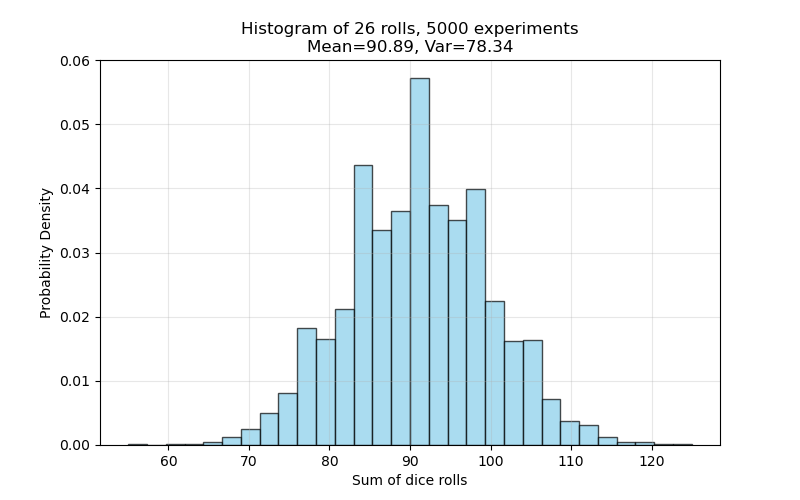 Histogram of 26 rolls, 5000 experiments
Mean=90.89, Var=78.34
0.06
0.05
0.04
0.03
0.02
0.01
0.00
Probability Density
60 70 80 90 100 110 120
Sum of dice rolls